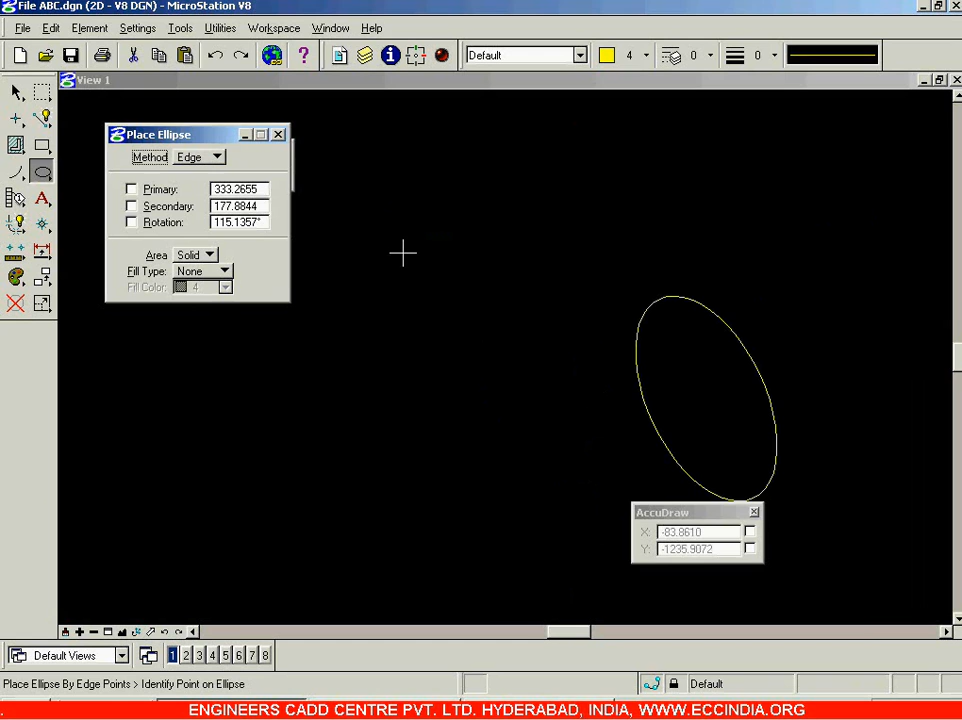 File ABC.dgn (2D - V8 DGN) - MicroStation V8
File Edit Element Settings Tools Utilities Workspace Window Help
Default 4 0 0
View 1
Place Ellipse
Method Edge
Primary: 333.2655
Secondary: 177.8844
Rotation: 115.1357°
Area Solid
Fill Type: None
Fill Color: 4
AccuDraw
X: -83.8610
Y: -1235.9072
Default Views 1 2 3 4 5 6 7 8
Place Ellipse By Edge Points > Identify Point on Ellipse Default
ENGINEERS CADD CENTRE PVT. LTD. HYDERABAD, INDIA, WWW.ECCINDIA.ORG